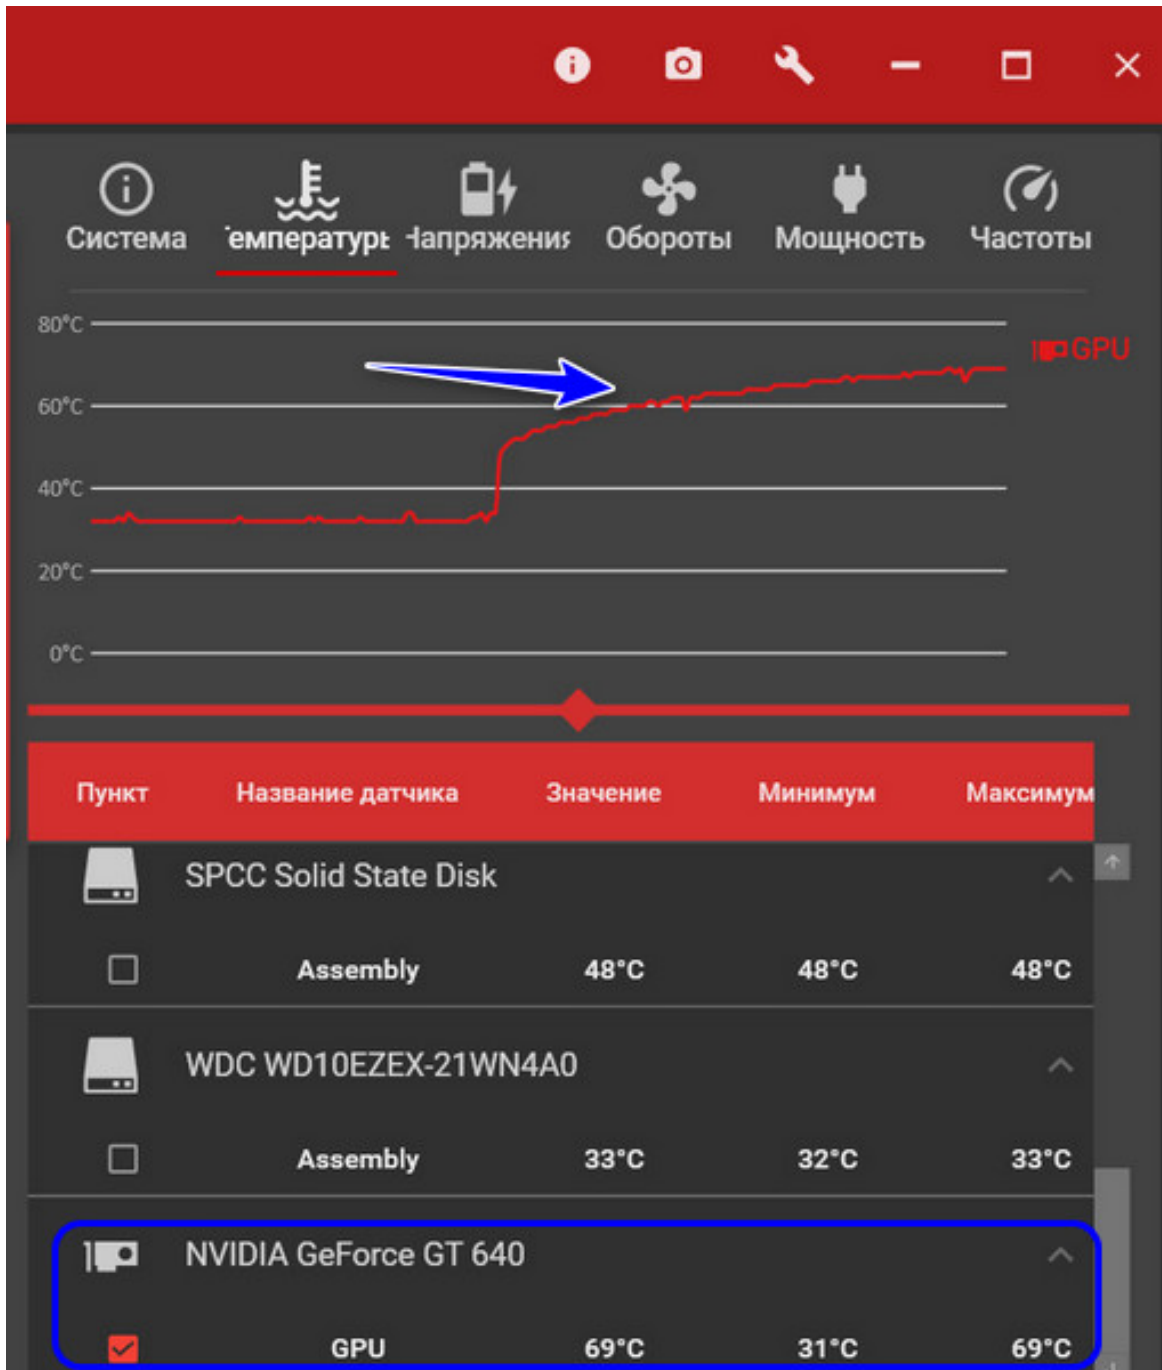 Система Температуры Напряжения Обороты Мощность Частоты
80°C
GPU
60°C
40°C
20°C
0°C
Пункт Название датчика Значение Минимум Максимум
SPCC Solid State Disk
Assembly 48°C 48°C 48°C
WDC WD10EZEX-21WN4A0
Assembly 33°C 32°C 33°C
NVIDIA GeForce GT 640
GPU 69°C 31°C 69°C